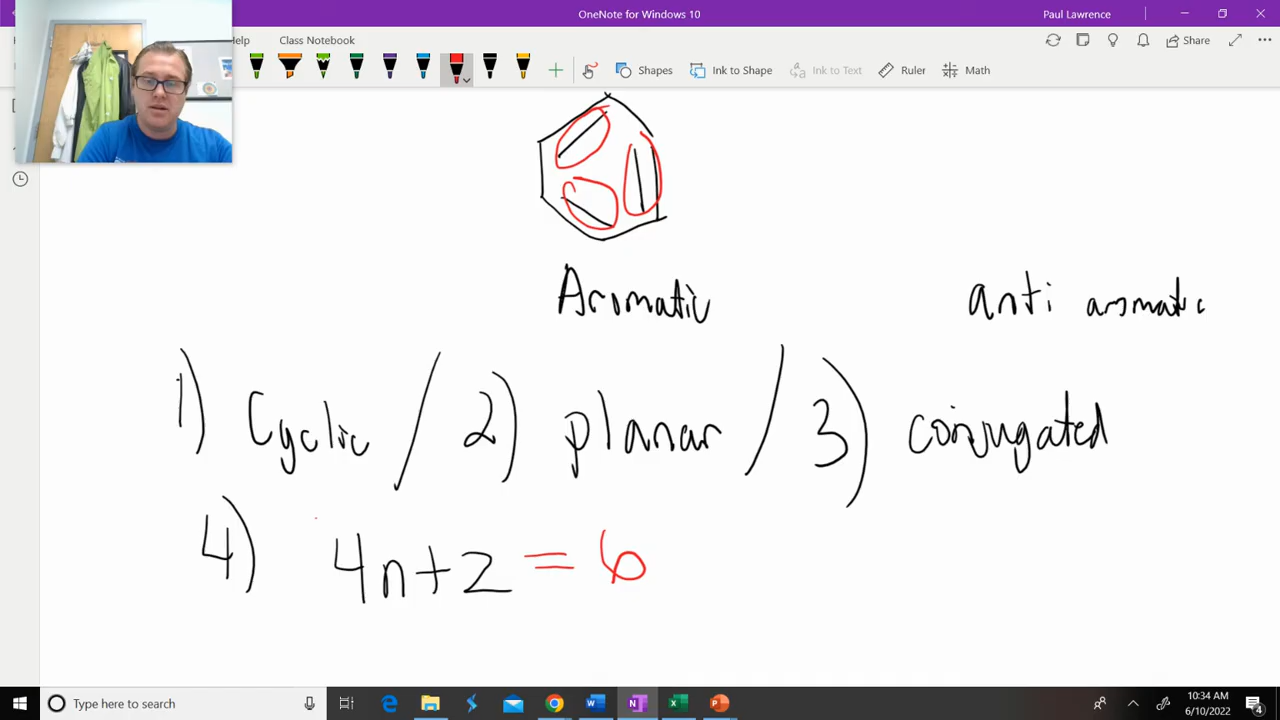 OneNote for Windows 10
Paul Lawrence
Help Class Notebook
Share
Shapes Ink to Shape Ink to Text Ruler Math
Aromatic anti aromatic
1) Cyclic / 2) planar / 3) conjugated
4) 4n+2 = 6
Type here to search
10:34 AM
6/10/2022
4